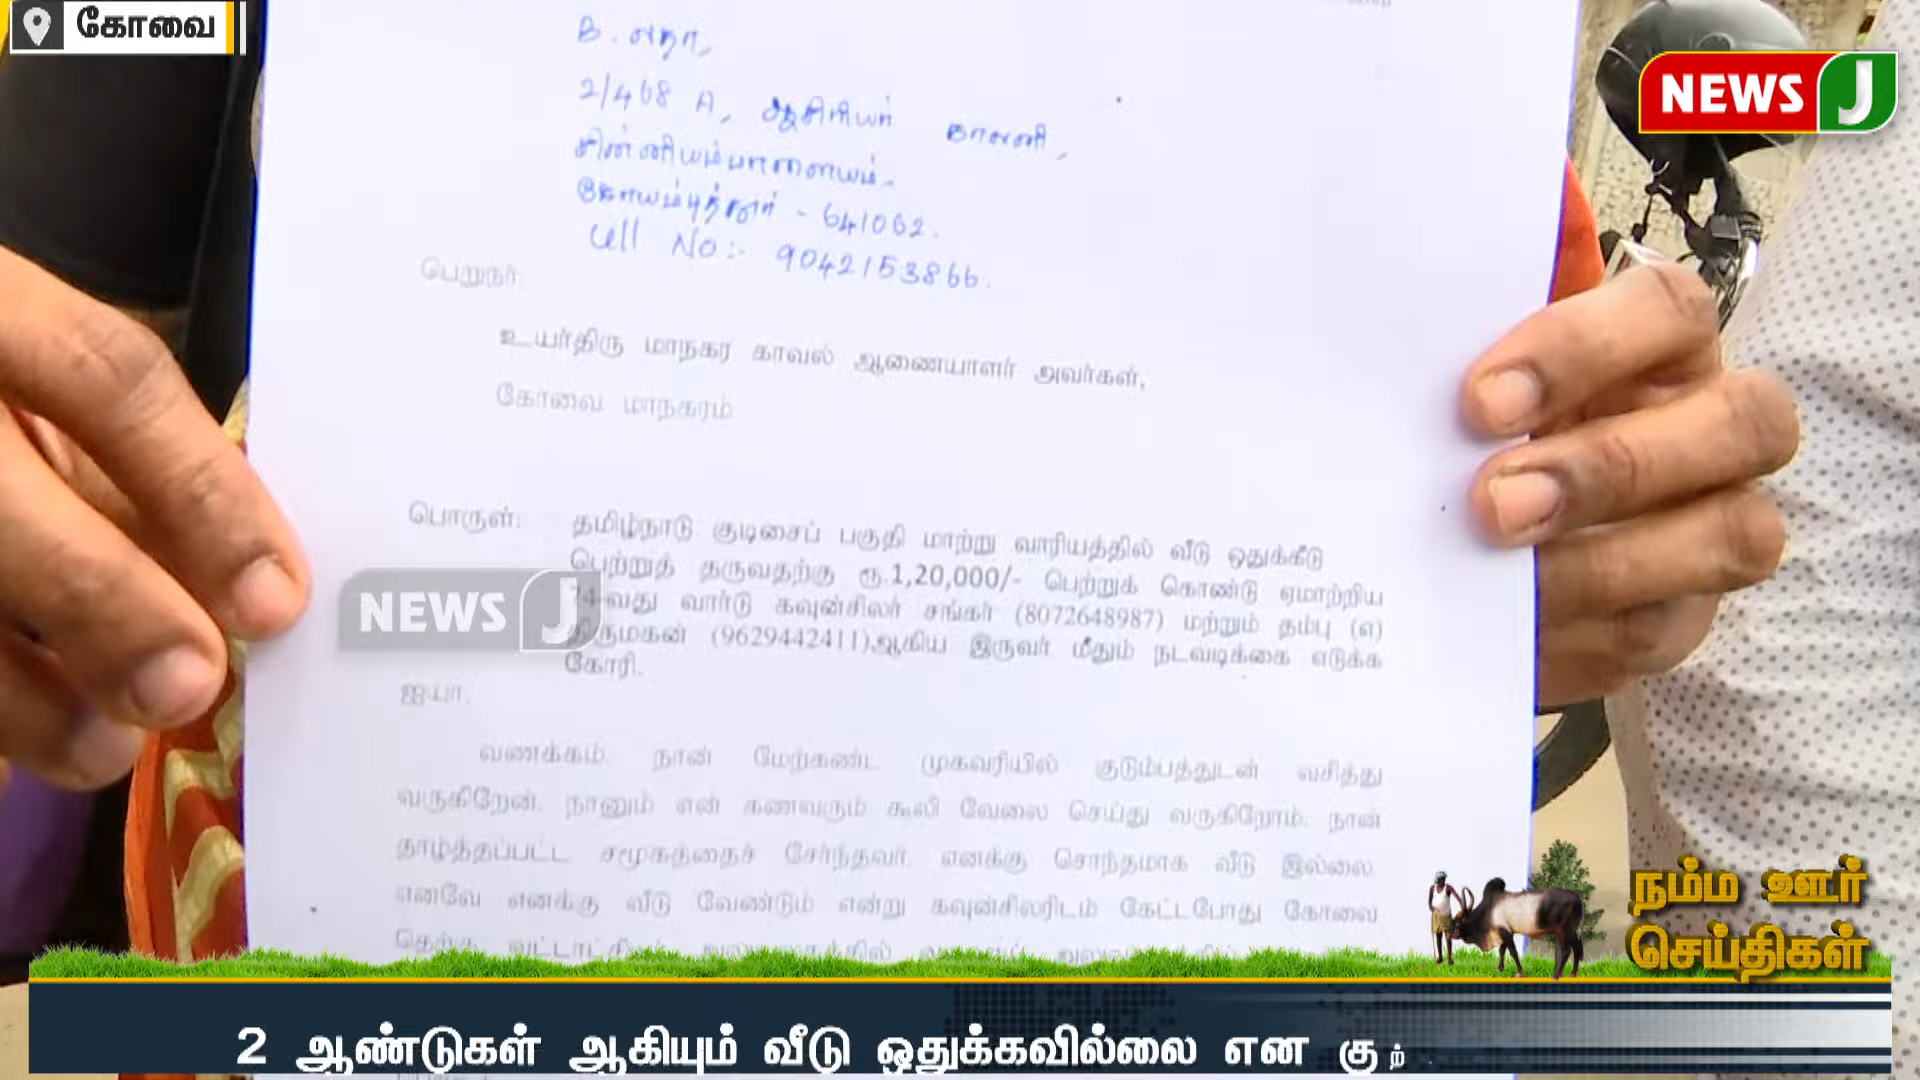 கோவை
NEWS J
B. லதா,
2/468 A, ஆசிரியர் காலனி,
சின்னியம்பாளையம்.
கோயம்புத்தூர் - 641062.
Cell No:- 9042153866.
பெறுநர்:
உயர்திரு மாநகர காவல் ஆணையாளர் அவர்கள்,
கோவை மாநகரம்
பொருள்: தமிழ்நாடு குடிசைப் பகுதி மாற்று வாரியத்தில் வீடு ஒதுக்கீடு
பெற்றுத் தருவதற்கு ரூ.1,20,000/- பெற்றுக் கொண்டு ஏமாற்றிய
74-வது வார்டு கவுன்சிலர் சங்கர் (8072648987) மற்றும் தம்பு (எ)
திருமகன் (9629442411)ஆகிய இருவர் மீதும் நடவடிக்கை எடுக்க
கோரி.
NEWS J
ஐயா,
வணக்கம். நான் மேற்கண்ட முகவரியில் குடும்பத்துடன் வசித்து
வருகிறேன். நானும் என் கணவரும் கூலி வேலை செய்து வருகிறோம். நான்
தாழ்த்தப்பட்ட சமூகத்தைச் சேர்ந்தவர். எனக்கு சொந்தமாக வீடு இல்லை.
எனவே எனக்கு வீடு வேண்டும் என்று கவுன்சிலரிடம் கேட்டபோது கோவை
தெற்கு
நம்ம ஊர்
செய்திகள்
2 ஆண்டுகள் ஆகியும் வீடு ஒதுக்கவில்லை என குற்